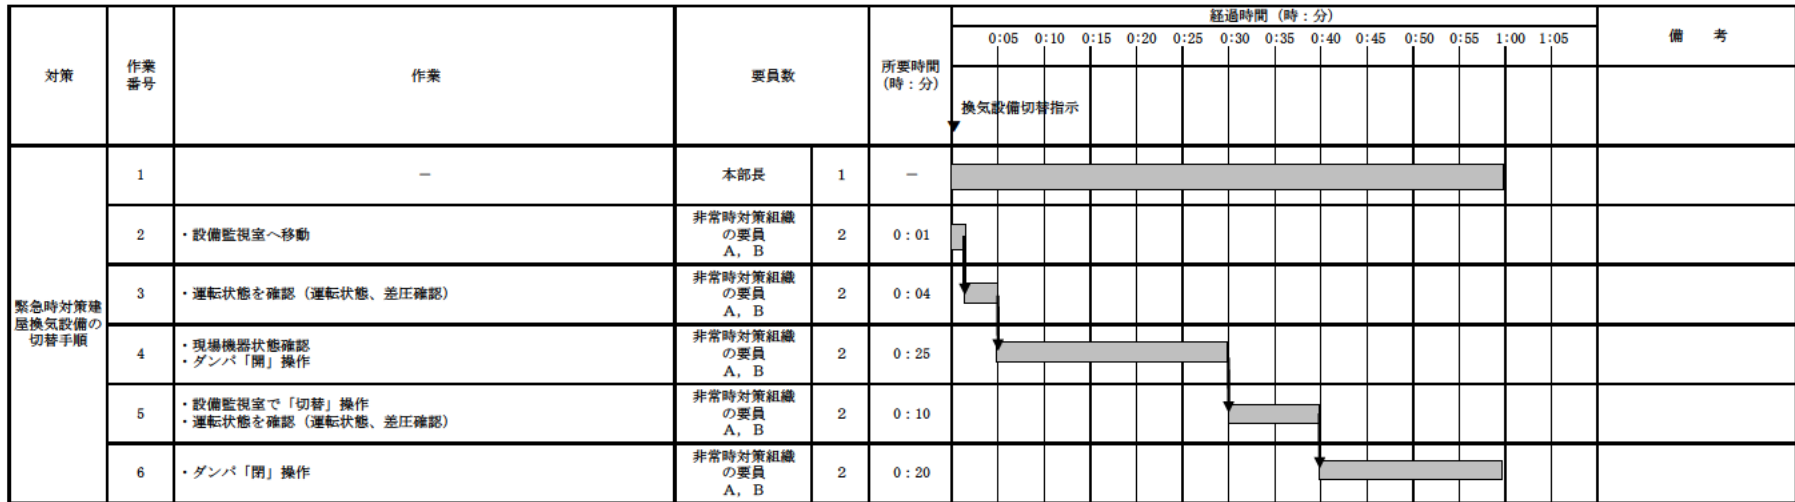 対策
作業
番号
作業
要員数
所要時間
(時：分)
経過時間（時：分）
0:05 0:10 0:15 0:20 0:25 0:30 0:35 0:40 0:45 0:50 0:55 1:00 1:05
備 考
換気設備切替指示
緊急時対策建
屋換気設備の
切替手順
1
－
本部長
1
－
2
・設備監視室へ移動
非常時対策組織
の要員
A, B
2
0：01
3
・運転状態を確認（運転状態、差圧確認）
非常時対策組織
の要員
A, B
2
0：04
4
・現場機器状態確認
・ダンパ「開」操作
非常時対策組織
の要員
A, B
2
0：25
5
・設備監視室で「切替」操作
・運転状態を確認（運転状態、差圧確認）
非常時対策組織
の要員
A, B
2
0：10
6
・ダンパ「閉」操作
非常時対策組織
の要員
A, B
2
0：20